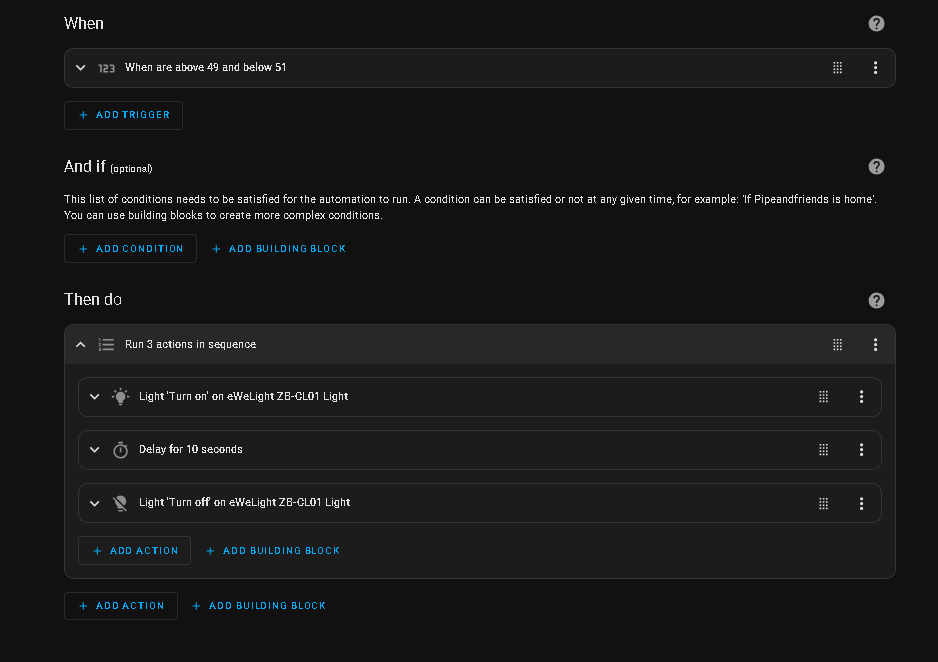 When
123 When are above 49 and below 51
+ ADD TRIGGER
And if (optional)
This list of conditions needs to be satisfied for the automation to run. A condition can be satisfied or not at any given time, for example: 'If Pipeandfriends is home'.
You can use building blocks to create more complex conditions.
+ ADD CONDITION + ADD BUILDING BLOCK
Then do
Run 3 actions in sequence
Light 'Turn on' on eWeLight ZB-CL01 Light
Delay for 10 seconds
Light 'Turn off' on eWeLight ZB-CL01 Light
+ ADD ACTION + ADD BUILDING BLOCK
+ ADD ACTION + ADD BUILDING BLOCK